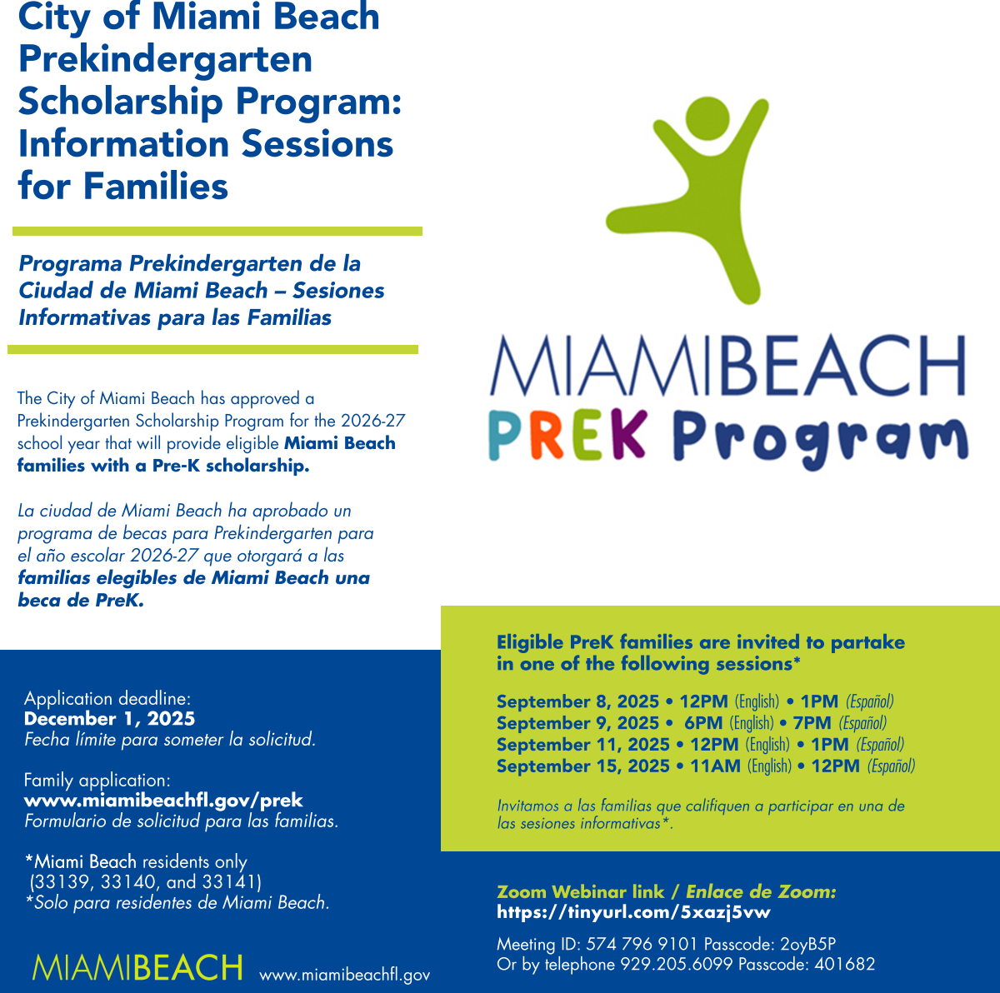 City of Miami Beach
Prekindergarten
Scholarship Program:
Information Sessions
for Families
Programa Prekindergarten de la
Ciudad de Miami Beach – Sesiones
Informativas para las Familias
The City of Miami Beach has approved a
Prekindergarten Scholarship Program for the 2026-27
school year that will provide eligible Miami Beach
families with a Pre-K scholarship.
La ciudad de Miami Beach ha aprobado un
programa de becas para Prekindergarten para
el año escolar 2026-27 que otorgará a las
familias elegibles de Miami Beach una
beca de PreK.
MIAMIBEACH
PREK Program
Application deadline:
December 1, 2025
Fecha límite para someter la solicitud.
Family application:
www.miamibeachfl.gov/prek
Formulario de solicitud para las familias.
*Miami Beach residents only
(33139, 33140, and 33141)
*Solo para residentes de Miami Beach.
MIAMIBEACH www.miamibeachfl.gov
Eligible PreK families are invited to partake
in one of the following sessions*
September 8, 2025 • 12PM (English) • 1PM (Español)
September 9, 2025 • 6PM (English) • 7PM (Español)
September 11, 2025 • 12PM (English) • 1PM (Español)
September 15, 2025 • 11AM (English) • 12PM (Español)
Invitamos a las familias que califiquen a participar en una de
las sesiones informativas*.
Zoom Webinar link / Enlace de Zoom:
https://tinyurl.com/5xazj5vw
Meeting ID: 574 796 9101 Passcode: 2oyB5P
Or by telephone 929.205.6099 Passcode: 401682